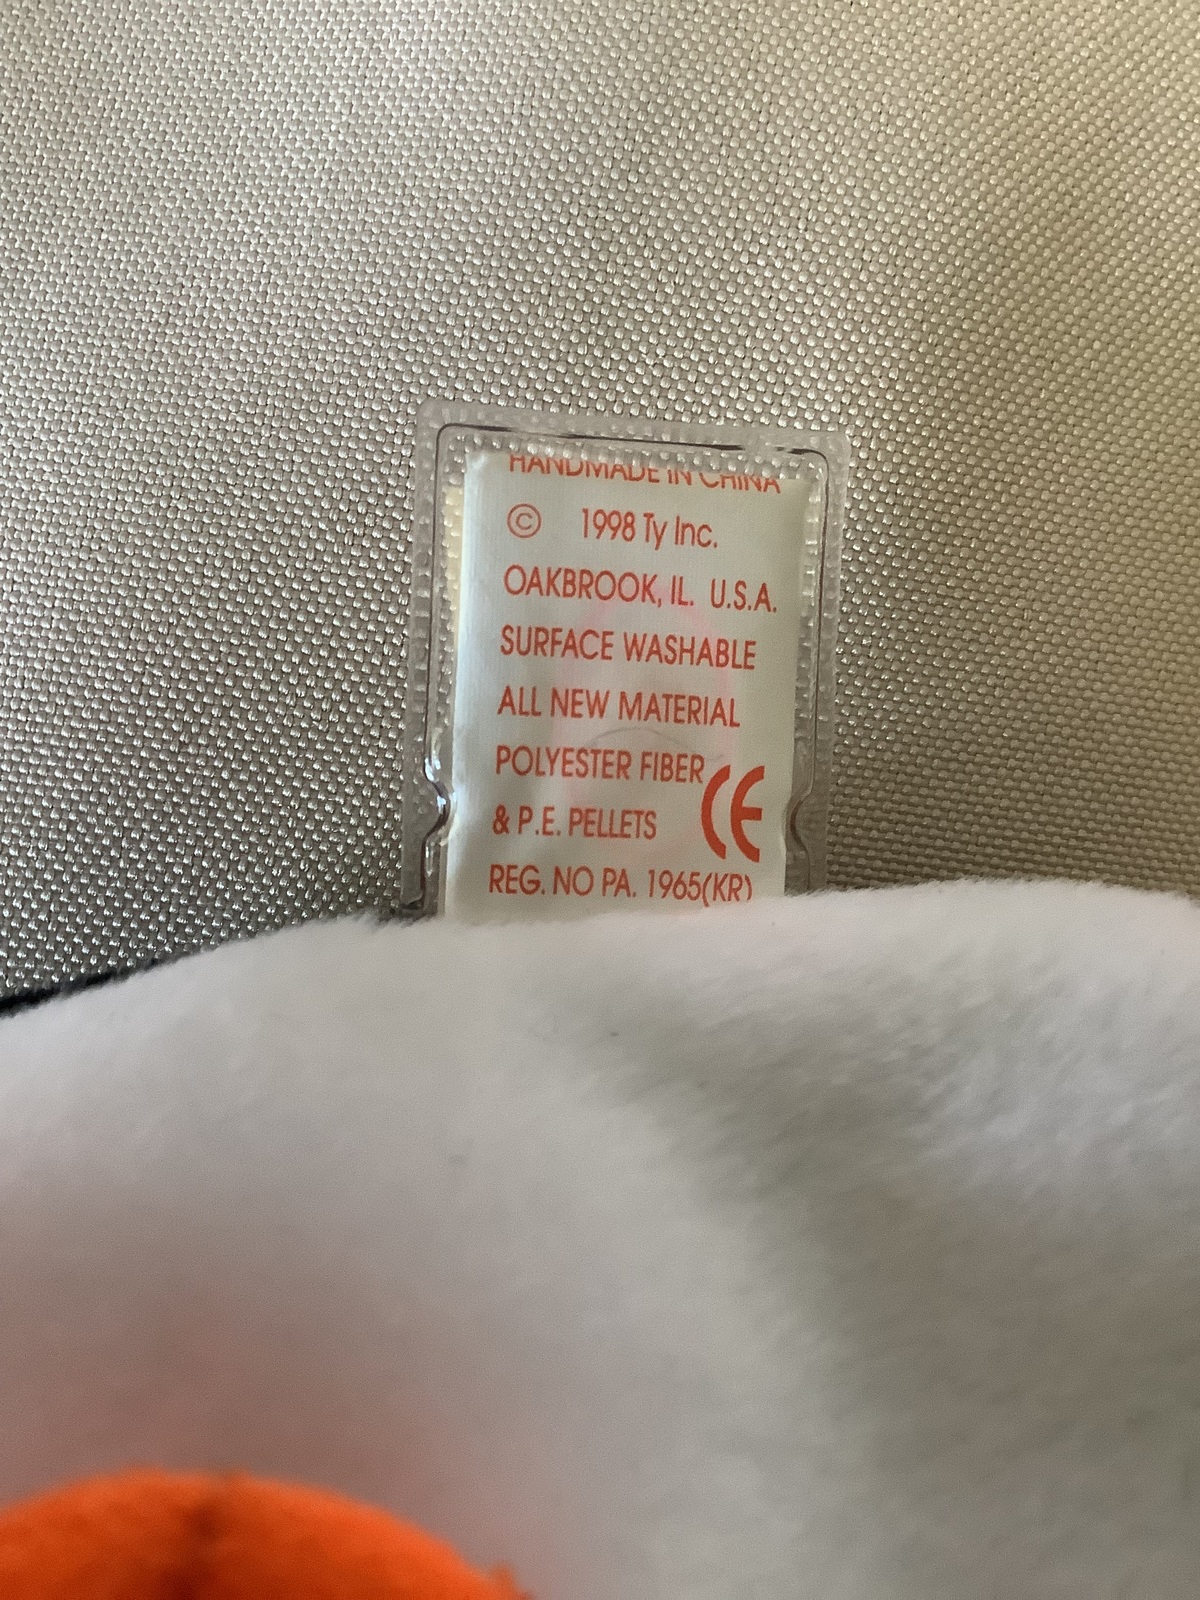 HANDMADE IN CHINA
© 1998 Ty Inc.
OAKBROOK, IL. U.S.A.
SURFACE WASHABLE
ALL NEW MATERIAL
POLYESTER FIBER
& P.E. PELLETS CE
REG. NO PA. 1965(KR)